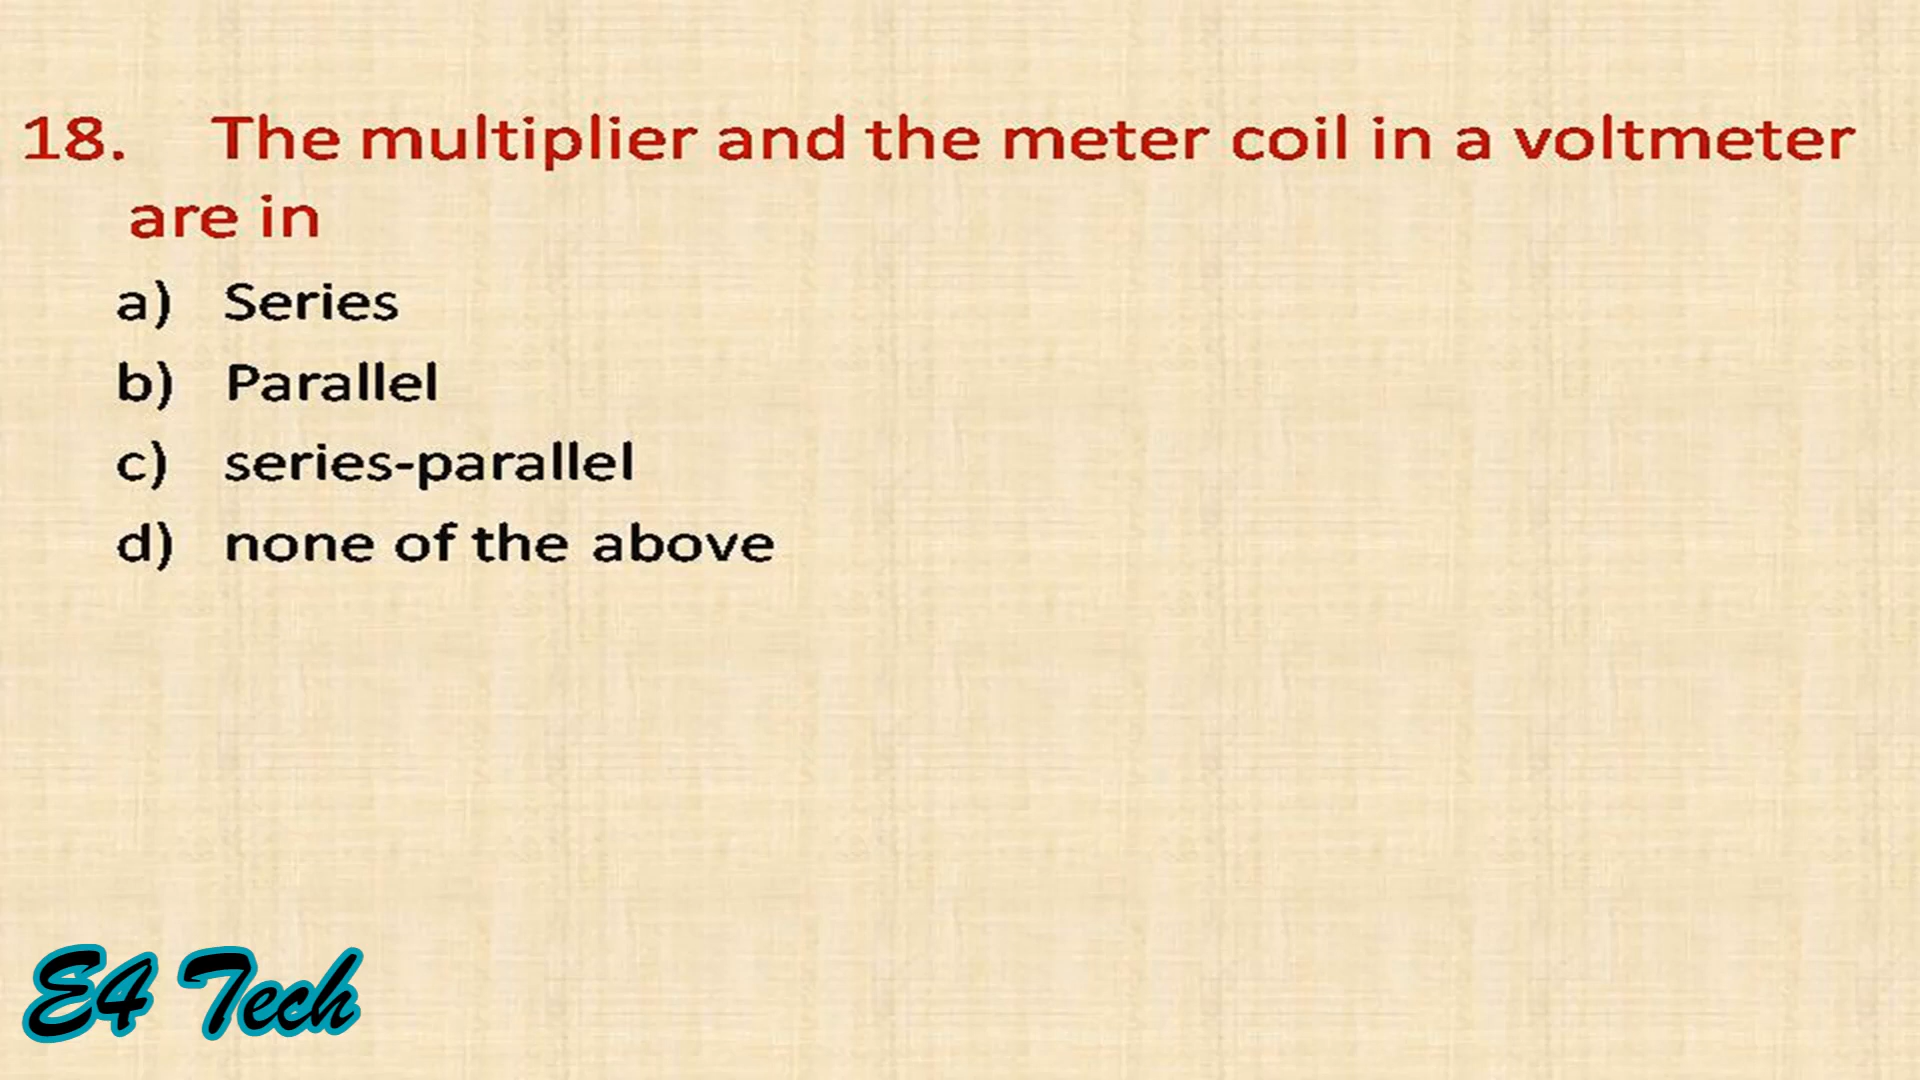 18. The multiplier and the meter coil in a voltmeter
are in
a) Series
b) Parallel
c) series-parallel
d) none of the above
E4 Tech